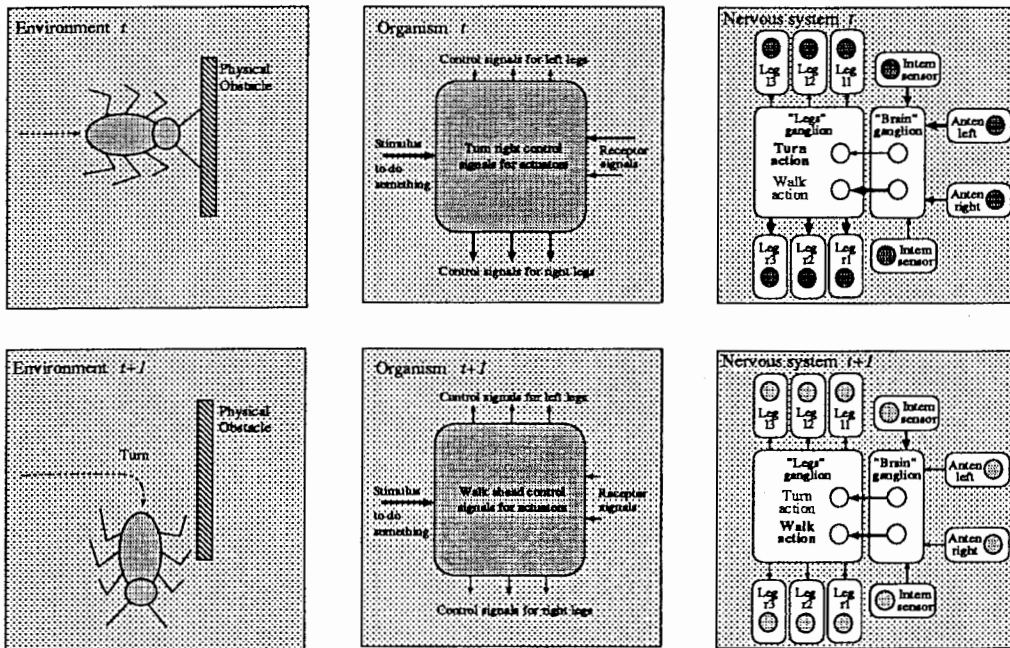 Environment t
Physical
Obstacle
Organism t
Control signals for left legs
Stimulus
to do
something
Turn right control
signals for actuators
Receptor
signals
Control signals for right legs
Nervous system t
Leg
l3
Leg
l2
Leg
l1
Intern
sensor
"Legs"
ganglion
"Brain"
ganglion
Anten
left
Turn
action
Walk
action
Anten
right
Leg
r3
Leg
r2
Leg
r1
Intern
sensor
Environment t+1
Physical
Obstacle
Turn
Organism t+1
Control signals for left legs
Stimulus
to do
something
Walk ahead control
signals for actuators
Receptor
signals
Control signals for right legs
Nervous system t+1
Leg
l3
Leg
l2
Leg
l1
Intern
sensor
"Legs"
ganglion
"Brain"
ganglion
Anten
left
Turn
action
Walk
action
Anten
right
Leg
r3
Leg
r2
Leg
r1
Intern
sensor